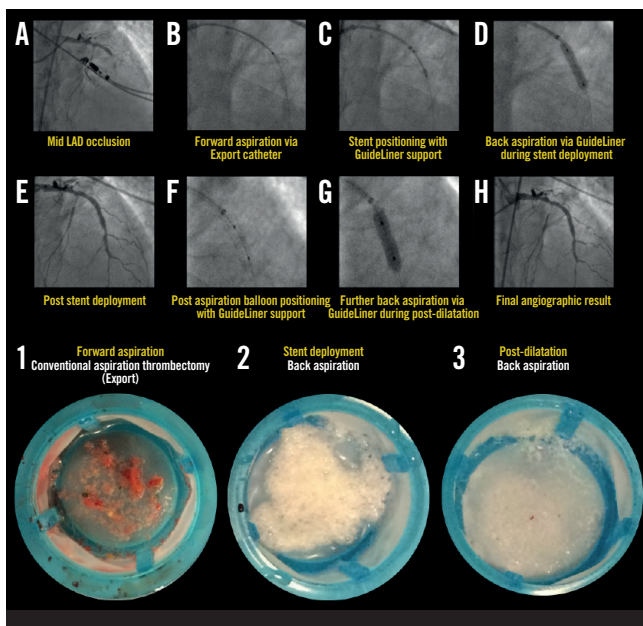 A
B
C
D
Mid LAD occlusion
Forward aspiration via
Export catheter
Stent positioning with
GuideLiner support
Back aspiration via GuideLiner
during stent deployment
E
F
G
H
Post stent deployment
Post aspiration balloon positioning
with GuideLiner support
Further back aspiration via
GuideLiner during post-dilatation
Final angiographic result
1
Forward aspiration
Conventional aspiration thrombectomy
(Export)
2
Stent deployment
Back aspiration
3
Post-dilatation
Back aspiration